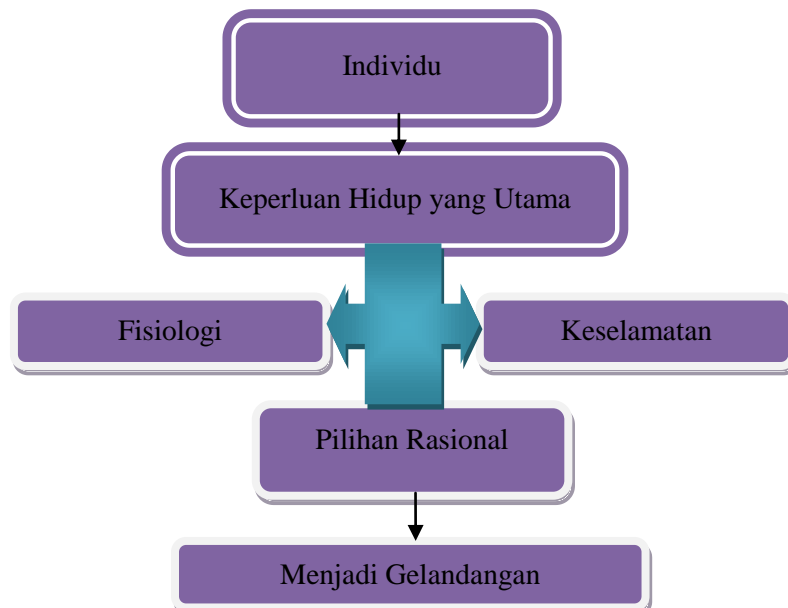 Individu
Keperluan Hidup yang Utama
Fisiologi
Keselamatan
Pilihan Rasional
Menjadi Gelandangan